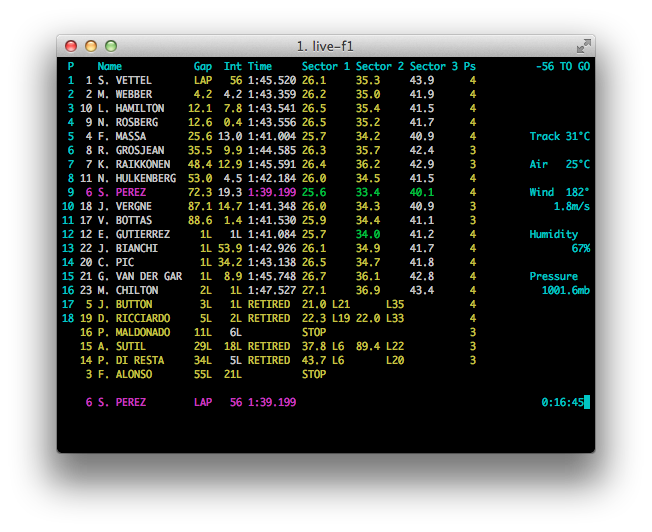 1. live-f1
P Name Gap Int Time Sector 1 Sector 2 Sector 3 Ps -56 TO GO
1 1 S. VETTEL LAP 56 1:45.520 26.1 35.3 43.9 4
2 2 M. WEBBER 4.2 4.2 1:43.359 26.2 35.0 41.9 4
3 10 L. HAMILTON 12.1 7.8 1:43.541 26.5 35.4 41.5 4
4 9 N. ROSBERG 12.6 0.4 1:43.556 26.5 35.2 41.7 4
5 4 F. MASSA 25.6 13.0 1:41.004 25.7 34.2 40.9 4 Track 31°C
6 8 R. GROSJEAN 35.5 9.9 1:44.585 26.3 35.7 42.4 3
7 7 K. RAIKKONEN 48.4 12.9 1:45.591 26.4 36.2 42.9 3 Air 25°C
8 11 N. HULKENBERG 53.0 4.5 1:42.184 26.0 34.5 41.5 4
9 6 S. PEREZ 72.3 19.3 1:39.199 25.6 33.4 40.1 4 Wind 182°
10 18 J. VERGNE 87.1 14.7 1:41.348 26.0 34.3 40.9 3 1.8m/s
11 17 V. BOTTAS 88.6 1.4 1:41.530 25.9 34.4 41.1 3
12 12 E. GUTIERREZ 1L 1L 1:41.084 25.7 34.0 41.2 4 Humidity
13 22 J. BIANCHI 1L 53.9 1:42.926 26.1 34.9 41.7 4 67%
14 20 C. PIC 1L 34.2 1:43.138 26.5 34.7 41.8 4
15 21 G. VAN DER GAR 1L 8.9 1:45.748 26.7 36.1 42.8 4 Pressure
16 23 M. CHILTON 2L 1L 1:47.527 27.1 36.9 43.4 4 1001.6mb
17 5 J. BUTTON 3L 1L RETIRED 21.0 L21 L35 4
18 19 D. RICCIARDO 5L 2L RETIRED 22.3 L19 22.0 L33 4
16 P. MALDONADO 11L 6L STOP 3
15 A. SUTIL 29L 18L RETIRED 37.8 L6 89.4 L22 3
14 P. DI RESTA 34L 5L RETIRED 43.7 L6 L20 3
3 F. ALONSO 55L 21L STOP
6 S. PEREZ LAP 56 1:39.199 0:16:45